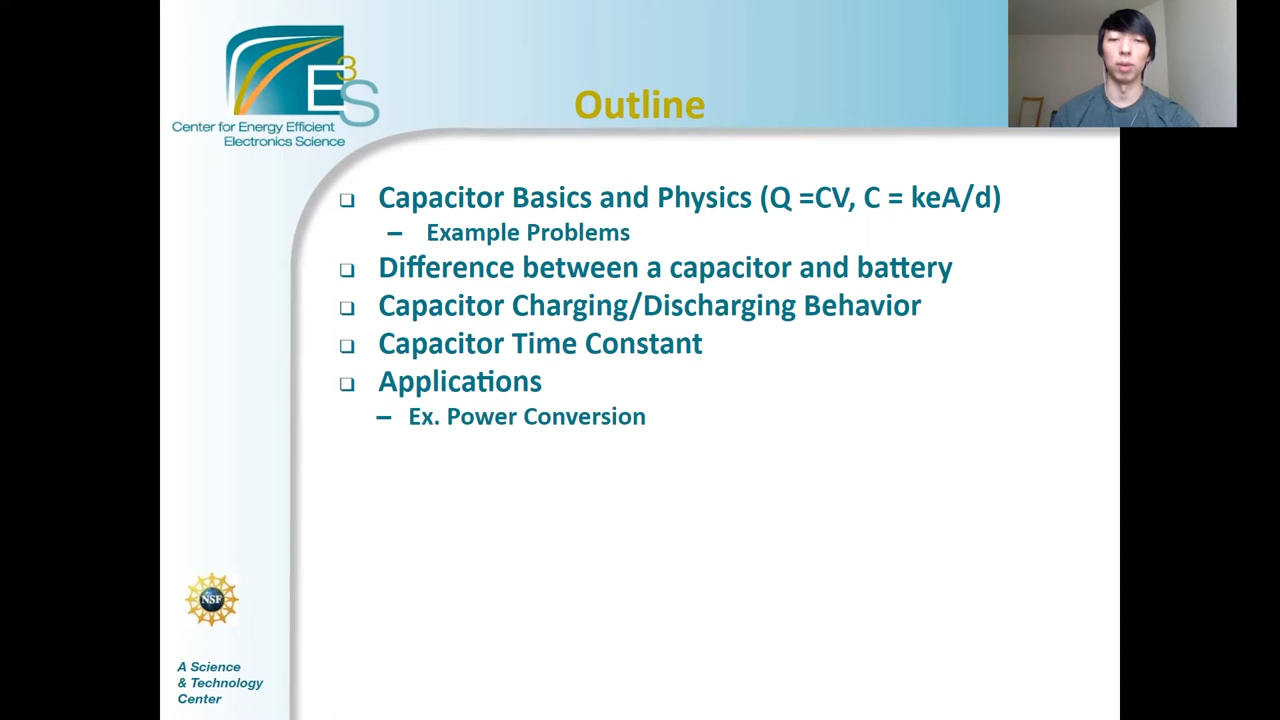 E3S
Center for Energy Efficient
Electronics Science
Outline
❑ Capacitor Basics and Physics (Q =CV, C = keA/d)
– Example Problems
❑ Difference between a capacitor and battery
❑ Capacitor Charging/Discharging Behavior
❑ Capacitor Time Constant
❑ Applications
– Ex. Power Conversion
NSF
A Science
& Technology
Center